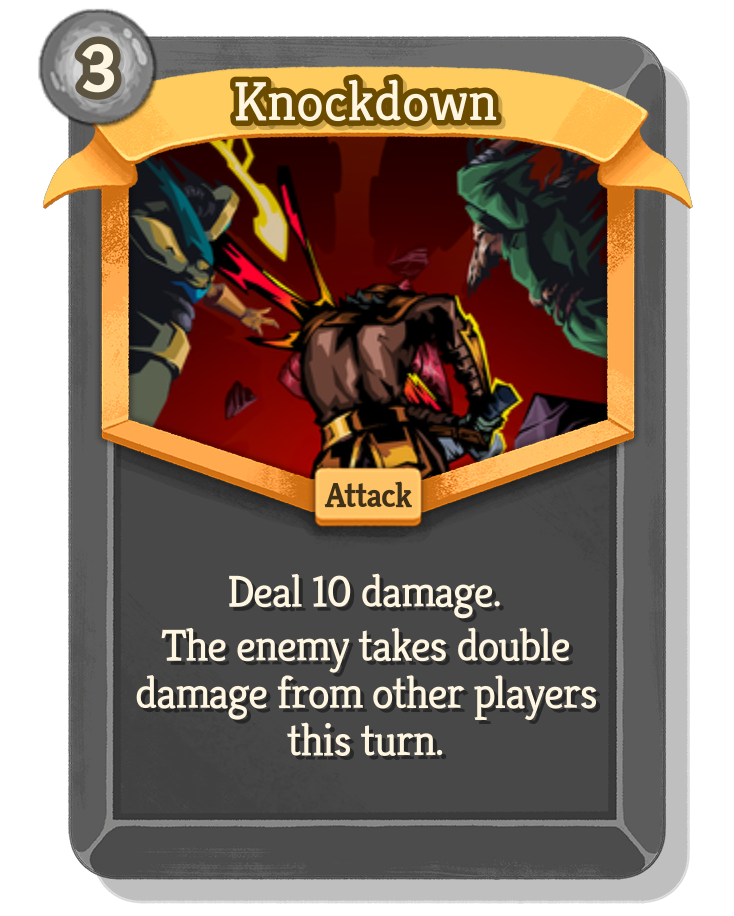 3
Knockdown
Attack
Deal 10 damage.
The enemy takes double
damage from other players
this turn.